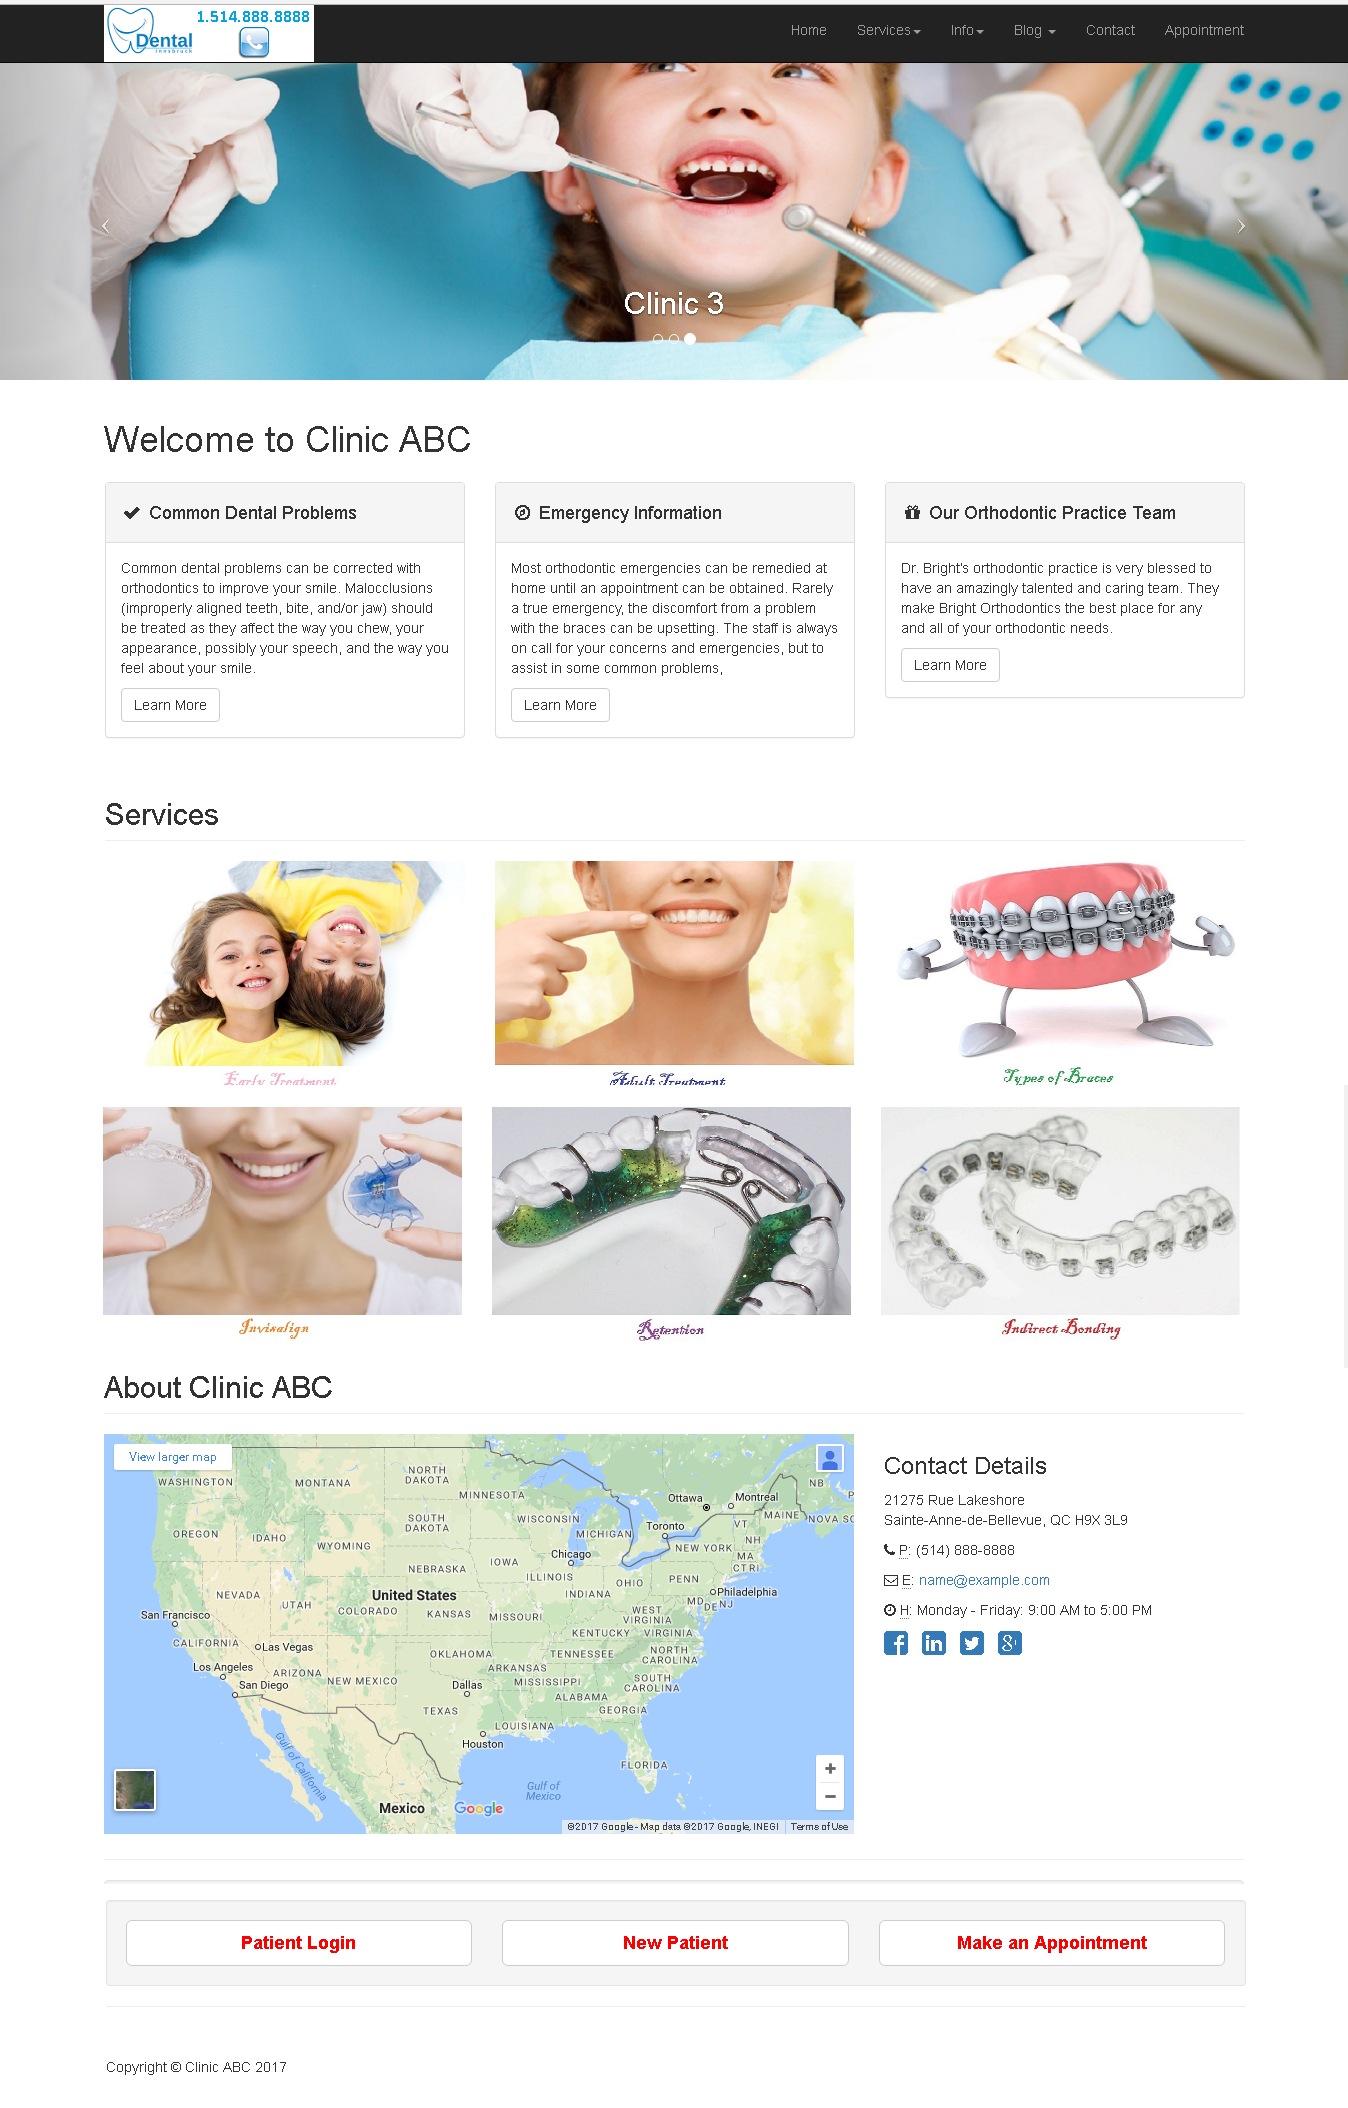 1.514.888.8888
Dental
Innsbruck
Home Services Info Blog Contact Appointment
Clinic 3
Welcome to Clinic ABC
Common Dental Problems
Common dental problems can be corrected with
orthodontics to improve your smile. Malocclusions
(improperly aligned teeth, bite, and/or jaw) should
be treated as they affect the way you chew, your
appearance, possibly your speech, and the way you
feel about your smile.
Learn More
Emergency Information
Most orthodontic emergencies can be remedied at
home until an appointment can be obtained. Rarely
a true emergency, the discomfort from a problem
with the braces can be upsetting. The staff is always
on call for your concerns and emergencies, but to
assist in some common problems,
Learn More
Our Orthodontic Practice Team
Dr. Bright's orthodontic practice is very blessed to
have an amazingly talented and caring team. They
make Bright Orthodontics the best place for any
and all of your orthodontic needs.
Learn More
Services
Early Treatment
Adult Treatment
Types of Braces
Invisalign
Retention
Indirect Bonding
About Clinic ABC
View larger map
WASHINGTON
MONTANA
NORTH
DAKOTA
MINNESOTA
Ottawa
Montreal
NB
PE
MAINE
NOVA SC
OREGON
IDAHO
WYOMING
SOUTH
DAKOTA
WISCONSIN
MICHIGAN
Toronto
VT
NH
NEW YORK
MA
CT RI
Chicago
IOWA
NEBRASKA
ILLINOIS
INDIANA
OHIO
PENN
Philadelphia
MD
DE
NJ
United States
NEVADA
UTAH
COLORADO
KANSAS
MISSOURI
WEST
VIRGINIA
KENTUCKY
VIRGINIA
San Francisco
CALIFORNIA
Las Vegas
Los Angeles
San Diego
ARIZONA
NEW MEXICO
OKLAHOMA
ARKANSAS
TENNESSEE
NORTH
CAROLINA
SOUTH
CAROLINA
Dallas
MISSISSIPPI
ALABAMA
GEORGIA
TEXAS
LOUISIANA
Houston
FLORIDA
Gulf of California
Gulf of
Mexico
Mexico
Google
©2017 Google - Map data ©2017 Google, INEGI
Terms of Use
Contact Details
21275 Rue Lakeshore
Sainte-Anne-de-Bellevue, QC H9X 3L9
P: (514) 888-8888
E: name@example.com
H: Monday - Friday: 9:00 AM to 5:00 PM
Patient Login
New Patient
Make an Appointment
Copyright © Clinic ABC 2017